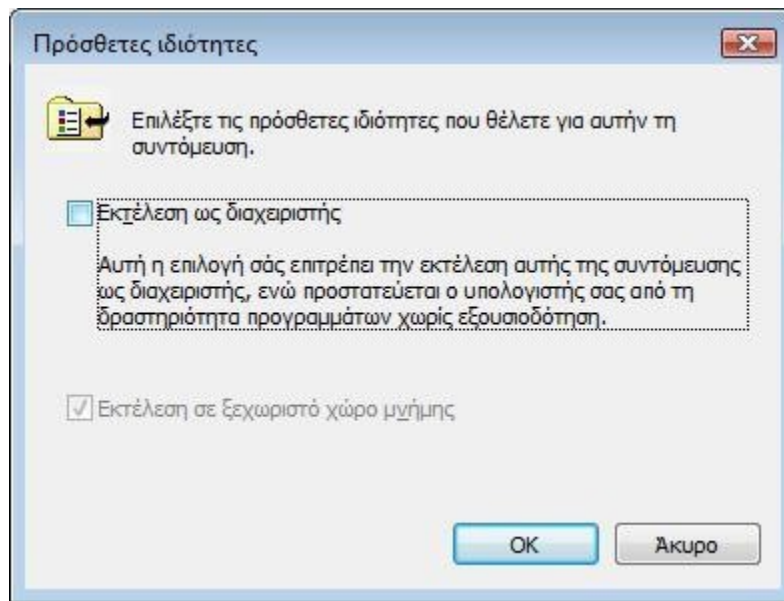 Πρόσθετες ιδιότητες
Επιλέξτε τις πρόσθετες ιδιότητες που θέλετε για αυτήν τη
συντόμευση.
Εκτέλεση ως διαχειριστής
Αυτή η επιλογή σάς επιτρέπει την εκτέλεση αυτής της συντόμευσης
ως διαχειριστής, ενώ προστατεύεται ο υπολογιστής σας από τη
δραστηριότητα προγραμμάτων χωρίς εξουσιοδότηση.
Εκτέλεση σε ξεχωριστό χώρο μνήμης
OK
Άκυρο